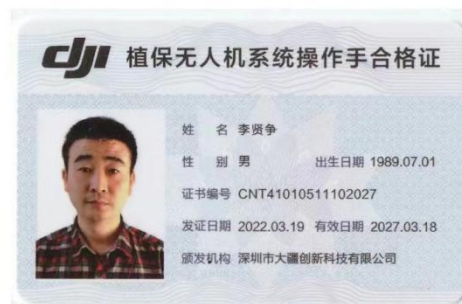 dji 植保无人机系统操作手合格证
姓 名 李贤争
性 别 男 出生日期 1989.07.01
证书编号 CNT41010511102027
发证日期 2022.03.19 有效日期 2027.03.18
颁发机构 深圳市大疆创新科技有限公司